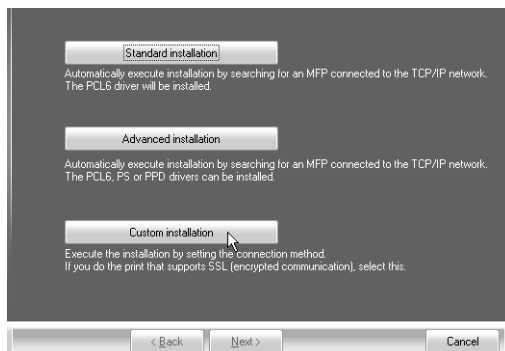 Standard installation
Automatically execute installation by searching for an MFP connected to the TCP/IP network.
The PCL6 driver will be installed.
Advanced installation
Automatically execute installation by searching for an MFP connected to the TCP/IP network.
The PCL6, PS or PPD drivers can be installed.
Custom installation
Execute the installation by setting the connection method.
If you do the print that supports SSL (encrypted communication), select this.
< Back Next > Cancel